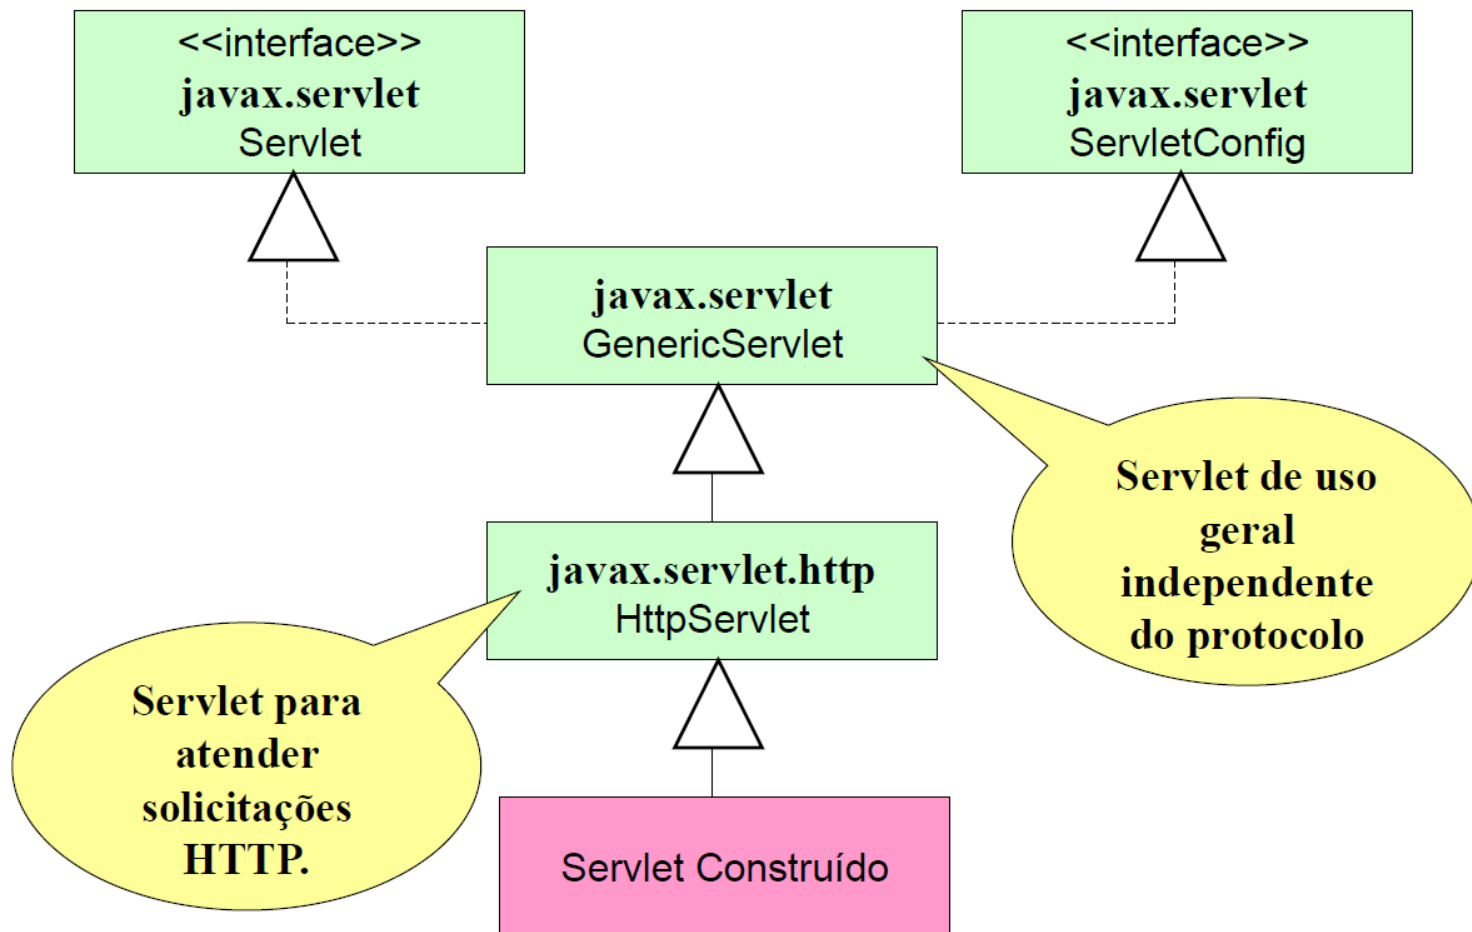 <<interface>>
javax.servlet
Servlet
<<interface>>
javax.servlet
ServletConfig
javax.servlet
GenericServlet
Servlet de uso
geral
independente
do protocolo
javax.servlet.http
HttpServlet
Servlet para
atender
solicitações
HTTP.
Servlet Construído